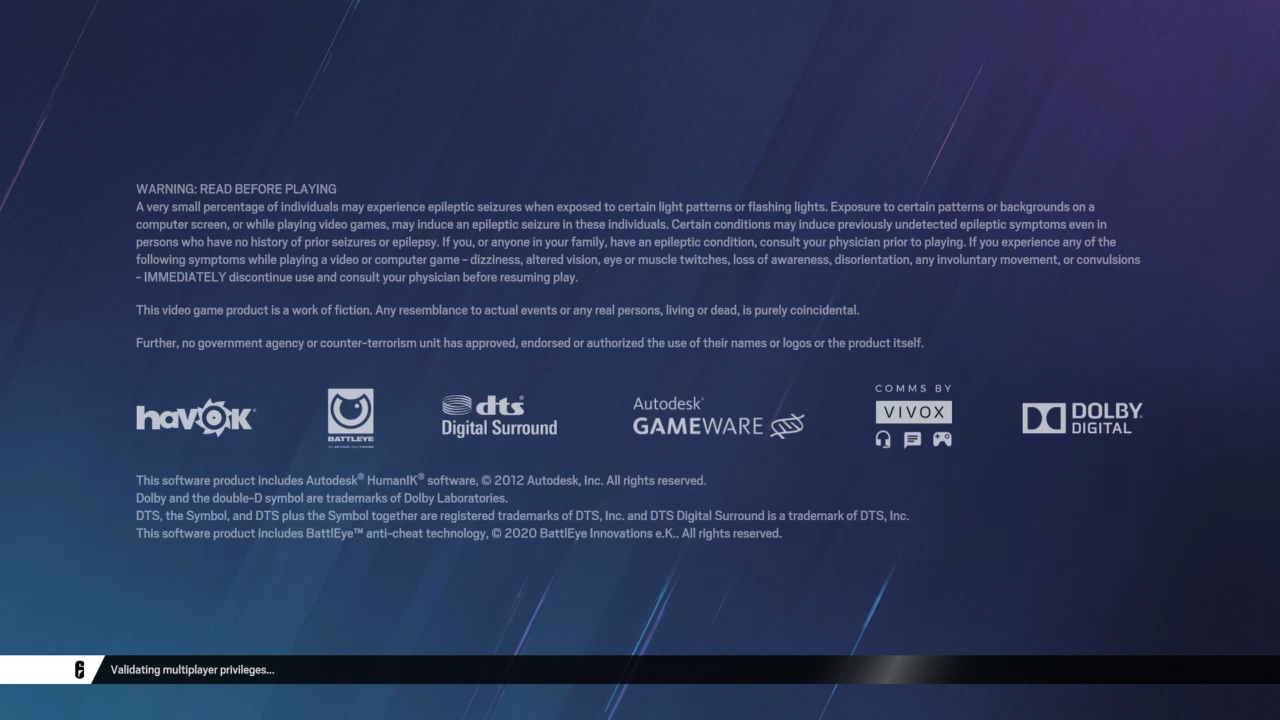 WARNING: READ BEFORE PLAYING
A very small percentage of individuals may experience epileptic seizures when exposed to certain light patterns or flashing lights. Exposure to certain patterns or backgrounds on a
computer screen, or while playing video games, may induce an epileptic seizure in these individuals. Certain conditions may induce previously undetected epileptic symptoms even in
persons who have no history of prior seizures or epilepsy. If you, or anyone in your family, have an epileptic condition, consult your physician prior to playing. If you experience any of the
following symptoms while playing a video or computer game - dizziness, altered vision, eye or muscle twitches, loss of awareness, disorientation, any involuntary movement, or convulsions
- IMMEDIATELY discontinue use and consult your physician before resuming play.
This video game product is a work of fiction. Any resemblance to actual events or any real persons, living or dead, is purely coincidental.
Further, no government agency or counter-terrorism unit has approved, endorsed or authorized the use of their names or logos or the product itself.
havok®
BATTLEYE
dts®
Digital Surround
Autodesk®
GAMEWARE
COMMS BY
VIVOX
DOLBY®
DIGITAL
This software product includes Autodesk® HumanIK® software, © 2012 Autodesk, Inc. All rights reserved.
Dolby and the double-D symbol are trademarks of Dolby Laboratories.
DTS, the Symbol, and DTS plus the Symbol together are registered trademarks of DTS, Inc. and DTS Digital Surround is a trademark of DTS, Inc.
This software product includes BattlEye™ anti-cheat technology, © 2020 BattlEye Innovations e.K.. All rights reserved.
6 Validating multiplayer privileges...